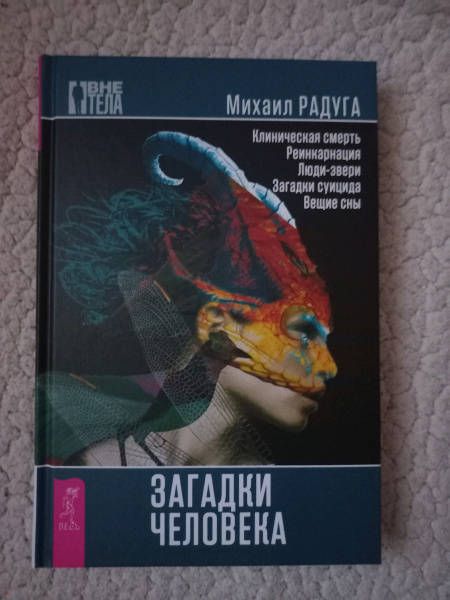 ВНЕ
ТЕЛА
Михаил РАДУГА
Клиническая смерть
Реинкарнация
Люди-звери
Загадки суицида
Вещие сны
ЗАГАДКИ
ЧЕЛОВЕКА
ВЕСЬ